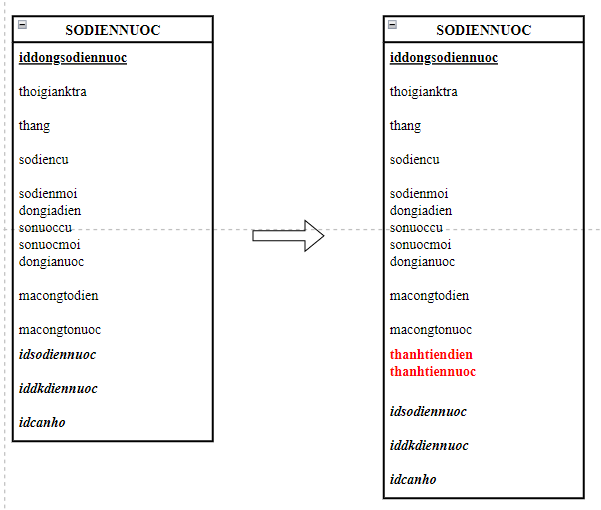 SODIENNUOC
iddongsodiennuoc
thoigianktra
thang
sodiencu
sodienmoi
dongiadien
sonuoccu
sonuocmoi
dongianuoc
macongtodien
macongtonuoc
idsodiennuoc
iddkdiennuoc
idcanho
SODIENNUOC
iddongsodiennuoc
thoigianktra
thang
sodiencu
sodienmoi
dongiadien
sonuoccu
sonuocmoi
dongianuoc
macongtodien
macongtonuoc
thanhtiendien
thanhtiennuoc
idsodiennuoc
iddkdiennuoc
idcanho